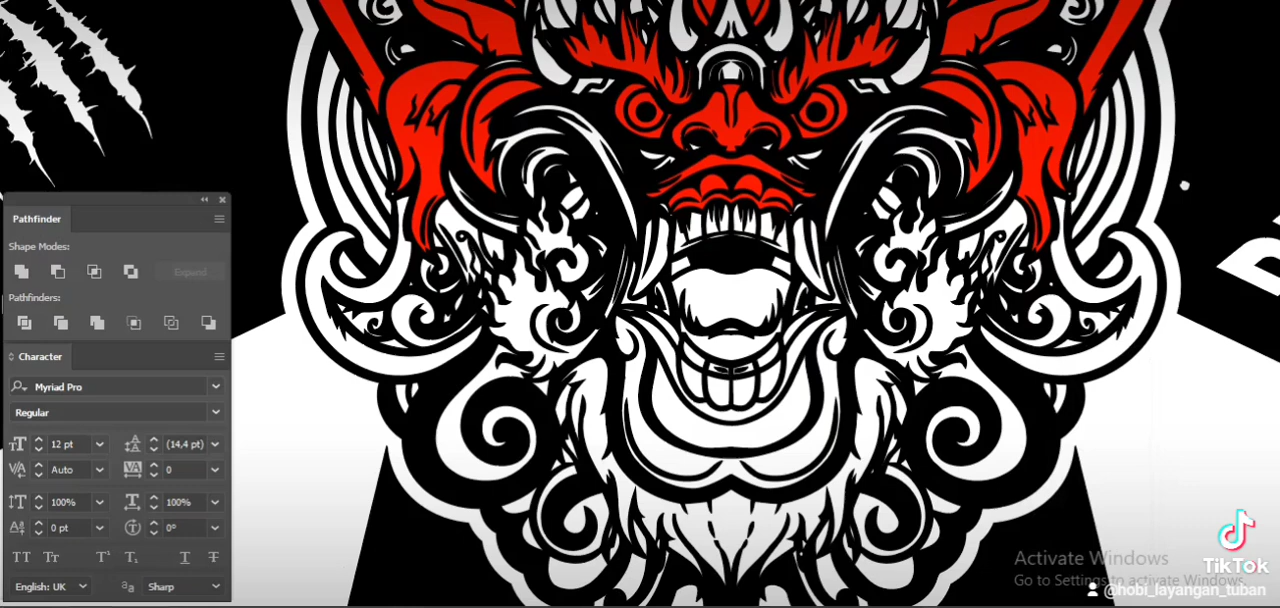 Pathfinder
Shape Modes:
Expand
Pathfinders:
Character
Myriad Pro
Regular
12 pt
(14,4 pt)
Auto
0
100%
100%
0 pt
0°
English: UK
Sharp
Activate Windows
Go to Settings to activate Windows.
TikTok
@nobi_layangan_tuban